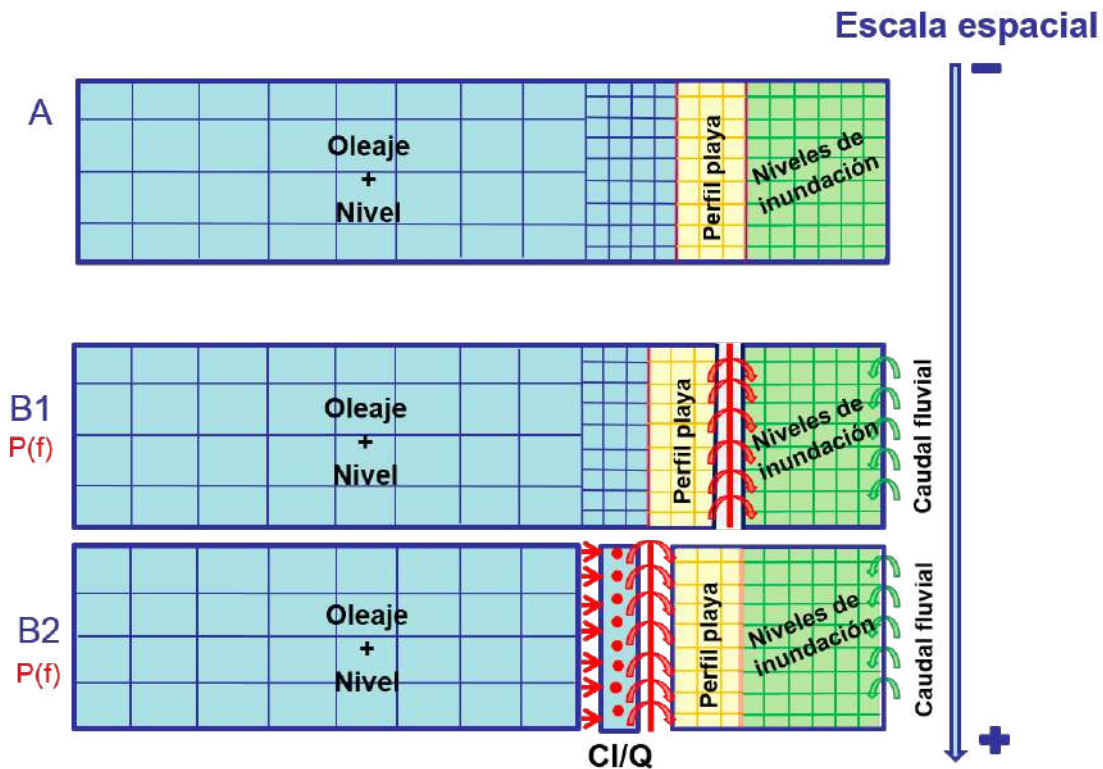 Escala espacial
-
A
Oleaje
+
Nivel
Perfil playa
Niveles de
inundación
B1
P(f)
Oleaje
+
Nivel
Perfil playa
Niveles de
inundación
Caudal fluvial
B2
P(f)
Oleaje
+
Nivel
Perfil playa
Niveles de
inundación
Caudal fluvial
CI/Q
+